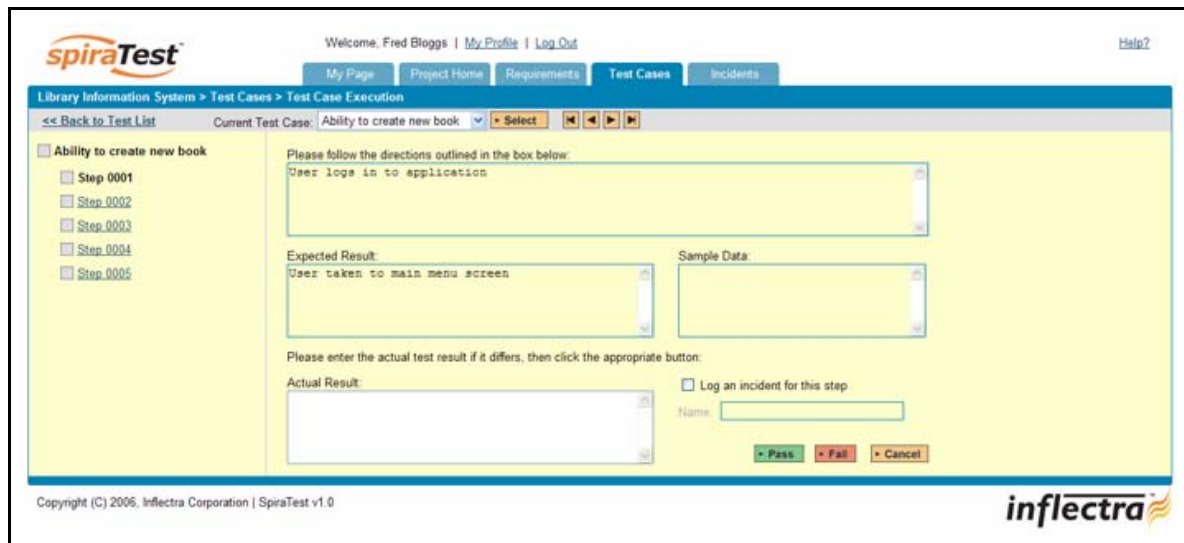 spiraTest
Welcome, Fred Bloggs | My Profile | Log Out
Help?
My Page
Project Home
Requirements
Test Cases
Incidents
Library Information System > Test Cases > Test Case Execution
<< Back to Test List
Current Test Case: Ability to create new book
Select
Ability to create new book
Step 0001
Step 0002
Step 0003
Step 0004
Step 0005
Please follow the directions outlined in the box below:
User logs in to application
Expected Result:
User taken to main menu screen
Sample Data:
Please enter the actual test result if it differs, then click the appropriate button:
Actual Result:
Log an incident for this step
Name:
Pass
Fail
Cancel
Copyright (C) 2006, Inflectra Corporation | SpiraTest v1.0
inflectra